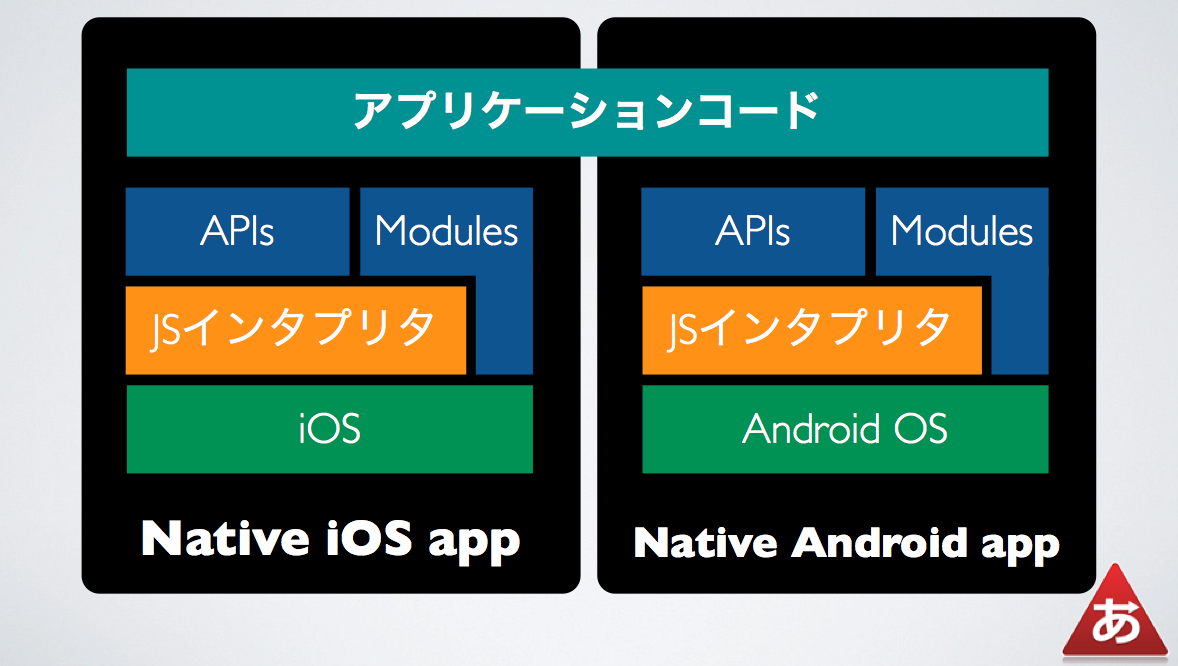 アプリケーションコード
APIs
Modules
JSインタプリタ
iOS
Native iOS app
APIs
Modules
JSインタプリタ
Android OS
Native Android app
あ